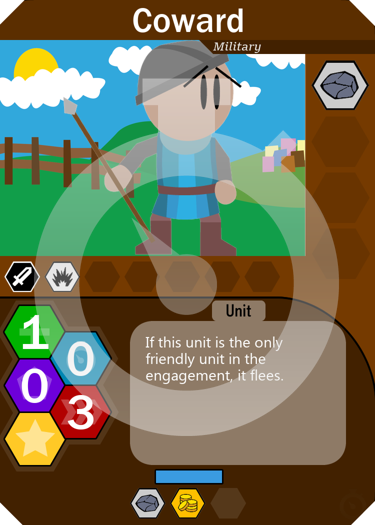 Coward
Military
Unit
1
0
0
3
If this unit is the only
friendly unit in the
engagement, it flees.